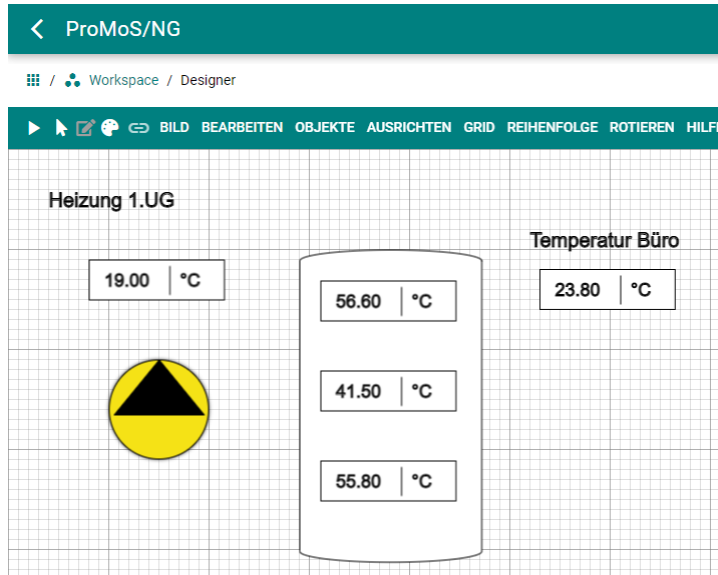 ProMoS/NG
/ Workspace / Designer
BILD BEARBEITEN OBJEKTE AUSRICHTEN GRID REIHENFOLGE ROTIEREN
Heizung 1.UG
Temperatur Büro
19.00 °C
23.80 °C
56.60 °C
41.50 °C
55.80 °C